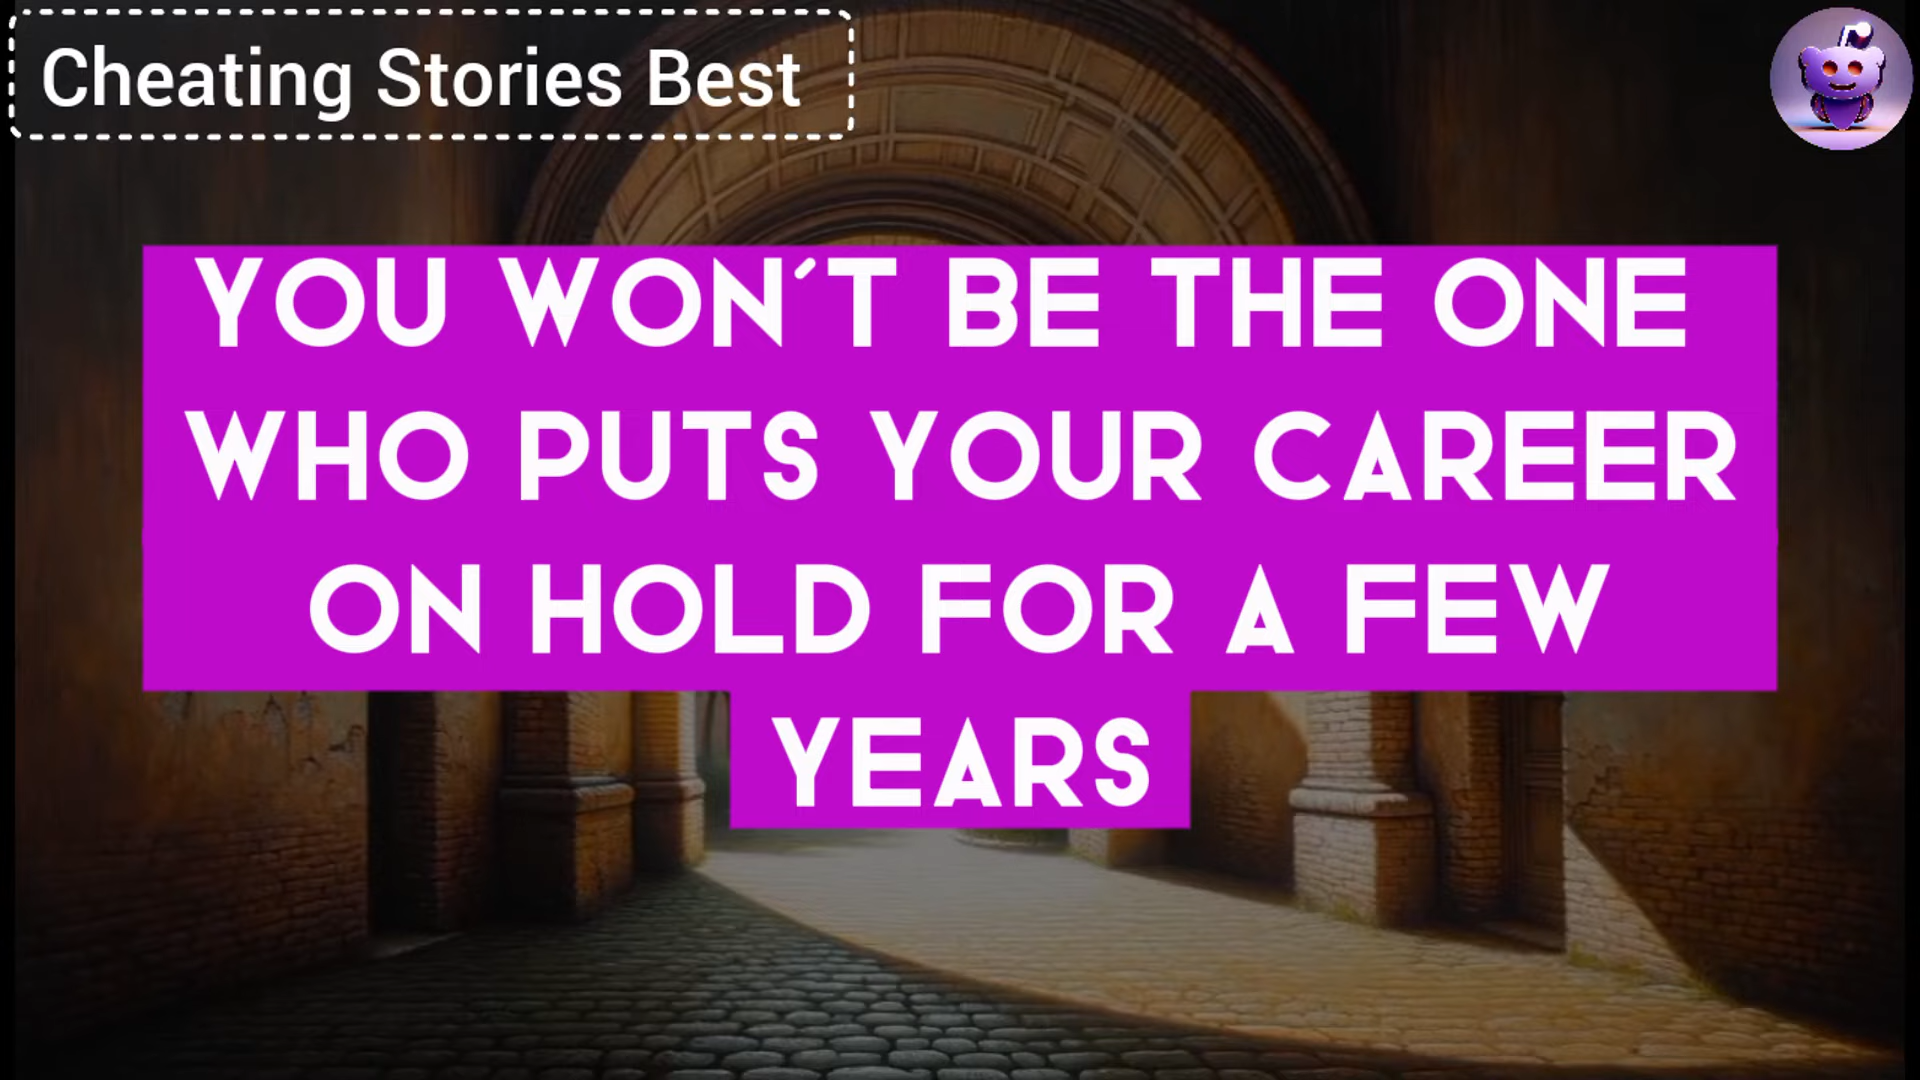 Cheating Stories Best
YOU WON'T BE THE ONE
WHO PUTS YOUR CAREER
ON HOLD FOR A FEW
YEARS